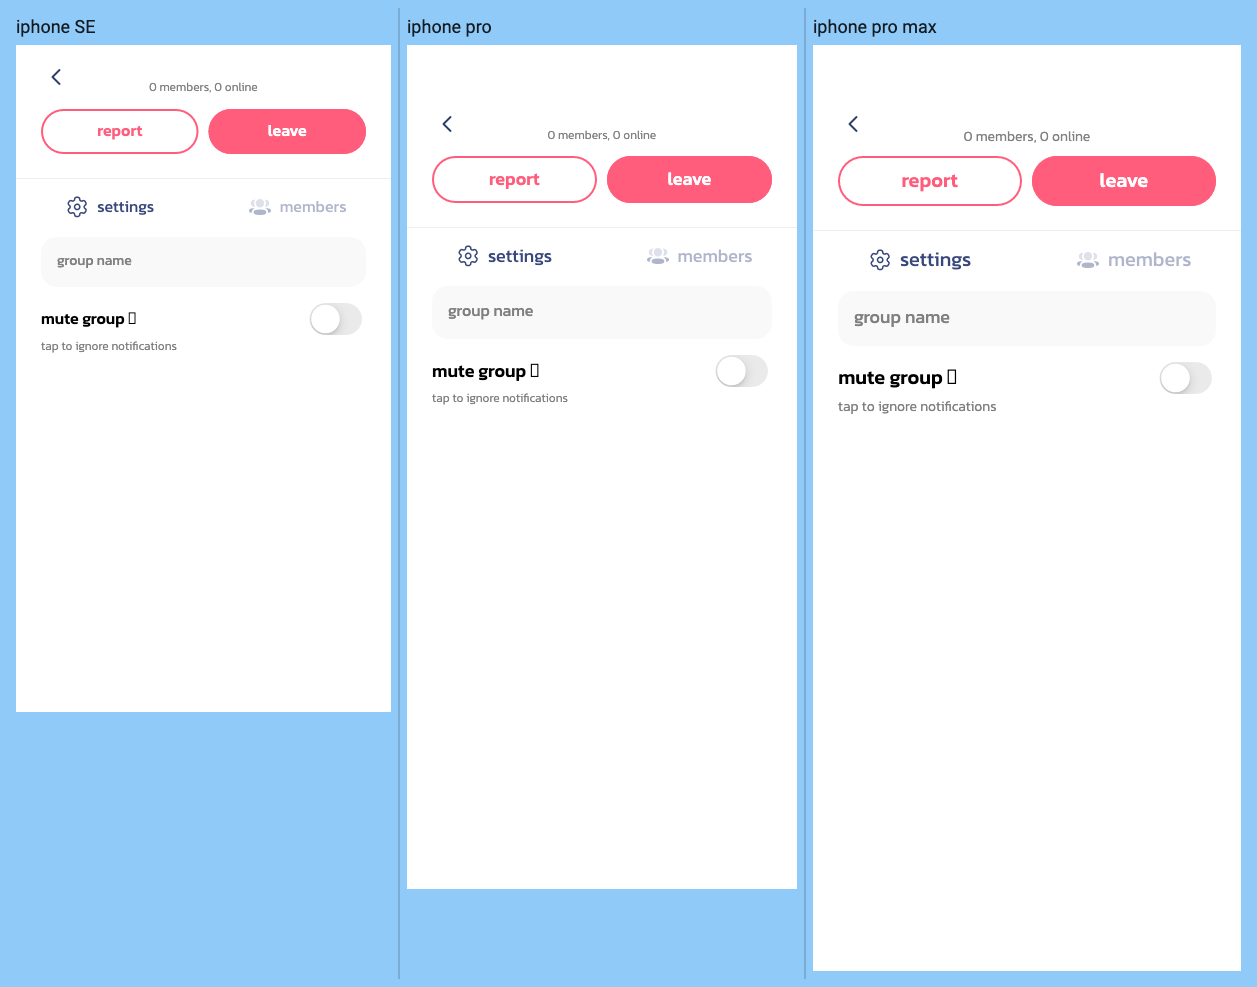 iphone SE
0 members, 0 online
report
leave
settings
members
group name
mute group
tap to ignore notifications
iphone pro
0 members, 0 online
report
leave
settings
members
group name
mute group
tap to ignore notifications
iphone pro max
0 members, 0 online
report
leave
settings
members
group name
mute group
tap to ignore notifications